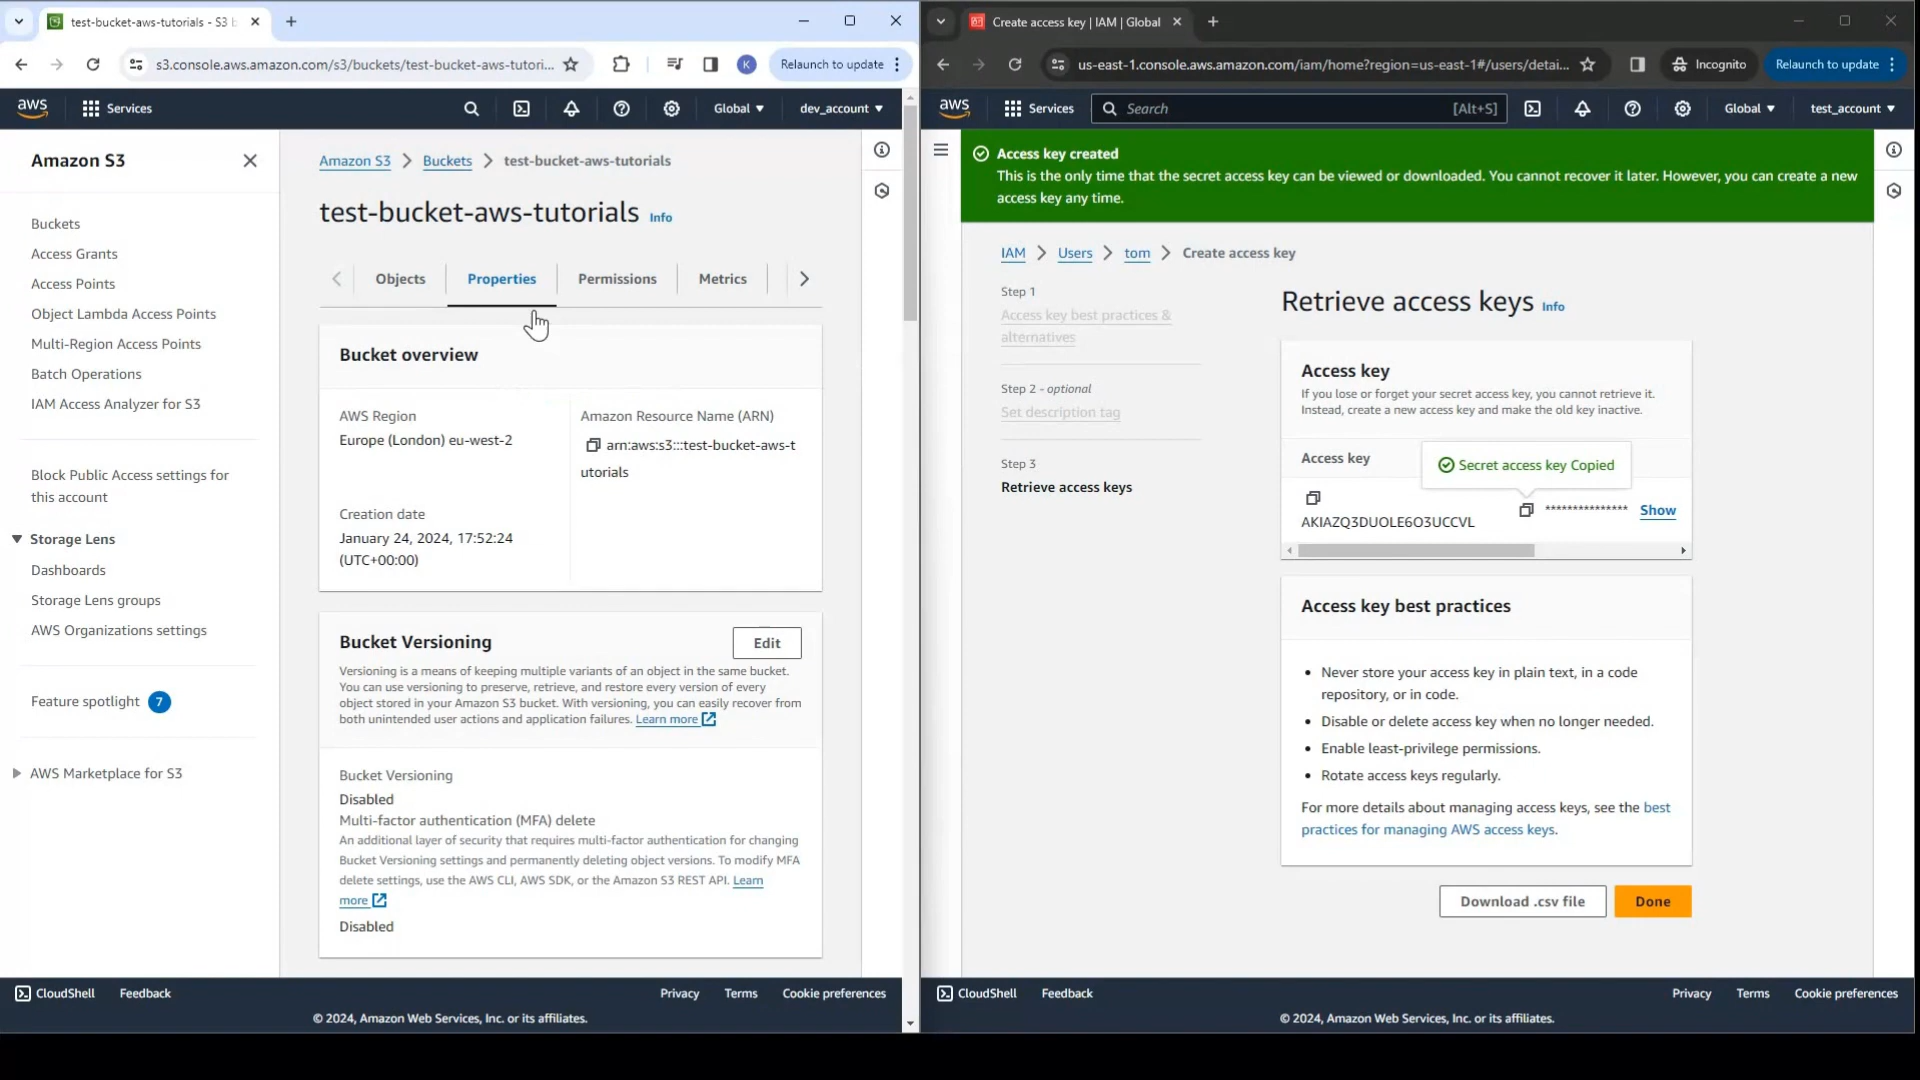 test-bucket-aws-tutorials - S3 b
s3.console.aws.amazon.com/s3/buckets/test-bucket-aws-tutori...
K
Relaunch to update
aws
Services
Global
dev_account
Amazon S3
Buckets
Access Grants
Access Points
Object Lambda Access Points
Multi-Region Access Points
Batch Operations
IAM Access Analyzer for S3
Block Public Access settings for
this account
Storage Lens
Dashboards
Storage Lens groups
AWS Organizations settings
Feature spotlight 7
AWS Marketplace for S3
Amazon S3 > Buckets > test-bucket-aws-tutorials
test-bucket-aws-tutorials Info
Objects
Properties
Permissions
Metrics
Bucket overview
AWS Region
Europe (London) eu-west-2
Amazon Resource Name (ARN)
arn:aws:s3:::test-bucket-aws-t
utorials
Creation date
January 24, 2024, 17:52:24
(UTC+00:00)
Bucket Versioning
Edit
Versioning is a means of keeping multiple variants of an object in the same bucket.
You can use versioning to preserve, retrieve, and restore every version of every
object stored in your Amazon S3 bucket. With versioning, you can easily recover from
both unintended user actions and application failures. Learn more
Bucket Versioning
Disabled
Multi-factor authentication (MFA) delete
An additional layer of security that requires multi-factor authentication for changing
Bucket Versioning settings and permanently deleting object versions. To modify MFA
delete settings, use the AWS CLI, AWS SDK, or the Amazon S3 REST API. Learn
more
Disabled
CloudShell
Feedback
Privacy
Terms
Cookie preferences
© 2024, Amazon Web Services, Inc. or its affiliates.
Create access key | IAM | Global
us-east-1.console.aws.amazon.com/iam/home?region=us-east-1#/users/detai...
Incognito
Relaunch to update
aws
Services
Search
[Alt+S]
Global
test_account
Access key created
This is the only time that the secret access key can be viewed or downloaded. You cannot recover it later. However, you can create a new
access key any time.
IAM > Users > tom > Create access key
Step 1
Access key best practices &
alternatives
Step 2 - optional
Set description tag
Step 3
Retrieve access keys
Retrieve access keys Info
Access key
If you lose or forget your secret access key, you cannot retrieve it.
Instead, create a new access key and make the old key inactive.
Access key
Secret access key Copied
AKIAZQ3DUOLE6O3UCCVL
*************** Show
Access key best practices
• Never store your access key in plain text, in a code
repository, or in code.
• Disable or delete access key when no longer needed.
• Enable least-privilege permissions.
• Rotate access keys regularly.
For more details about managing access keys, see the best
practices for managing AWS access keys.
Download .csv file
Done
CloudShell
Feedback
Privacy
Terms
Cookie preferences
© 2024, Amazon Web Services, Inc. or its affiliates.